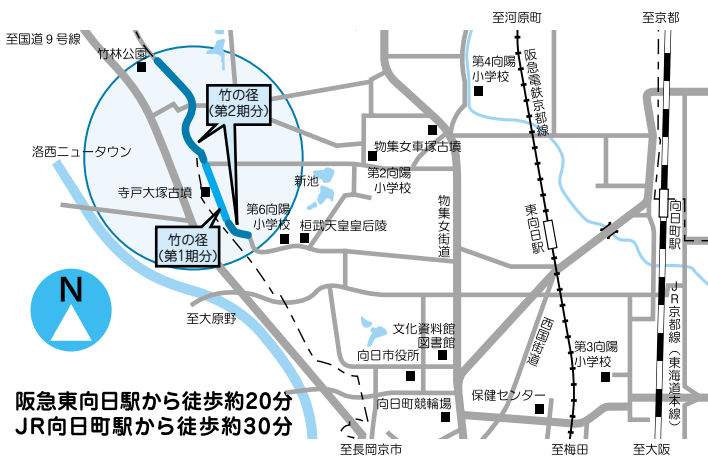 至国道9号線
竹林公園
至河原町
至京都
第4向陽
小学校
阪急電鉄京都線
竹の径
(第2期分)
洛西ニュータウン
物集女車塚古墳
第2向陽
小学校
新池
寺戸大塚古墳
第6向陽
小学校
桓武天皇皇后陵
物集女街道
東向日駅
向日町駅
竹の径
(第1期分)
N
至大原野
文化資料館
図書館
向日市役所
西国街道
第3向陽
小学校
JR京都線(東海道本線)
向日町競輪場
保健センター
阪急東向日駅から徒歩約20分
JR向日町駅から徒歩約30分
至長岡京市
至梅田
至大阪